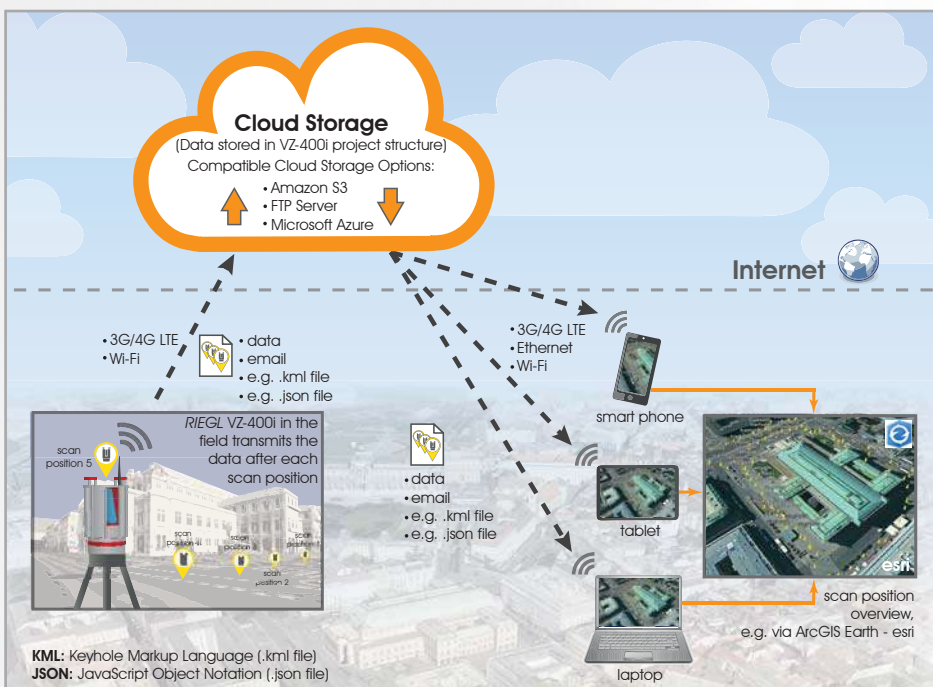 Cloud Storage
(Data stored in VZ-400i project structure)
Compatible Cloud Storage Options:
• Amazon S3
• FTP Server
• Microsoft Azure
Internet
• 3G/4G LTE
• Wi-Fi
• data
• email
• e.g. .kml file
• e.g. .json file
• 3G/4G LTE
• Ethernet
• Wi-Fi
smart phone
RIEGL VZ-400i in the
field transmits the
data after each
scan position
scan
position 5
scan
position 4
scan
position 3
scan
position 2
scan
• data
• email
• e.g. .kml file
• e.g. .json file
tablet
esri
scan position
overview,
e.g. via ArcGIS Earth - esri
laptop
KML: Keyhole Markup Language (.kml file)
JSON: JavaScript Object Notation (.json file)